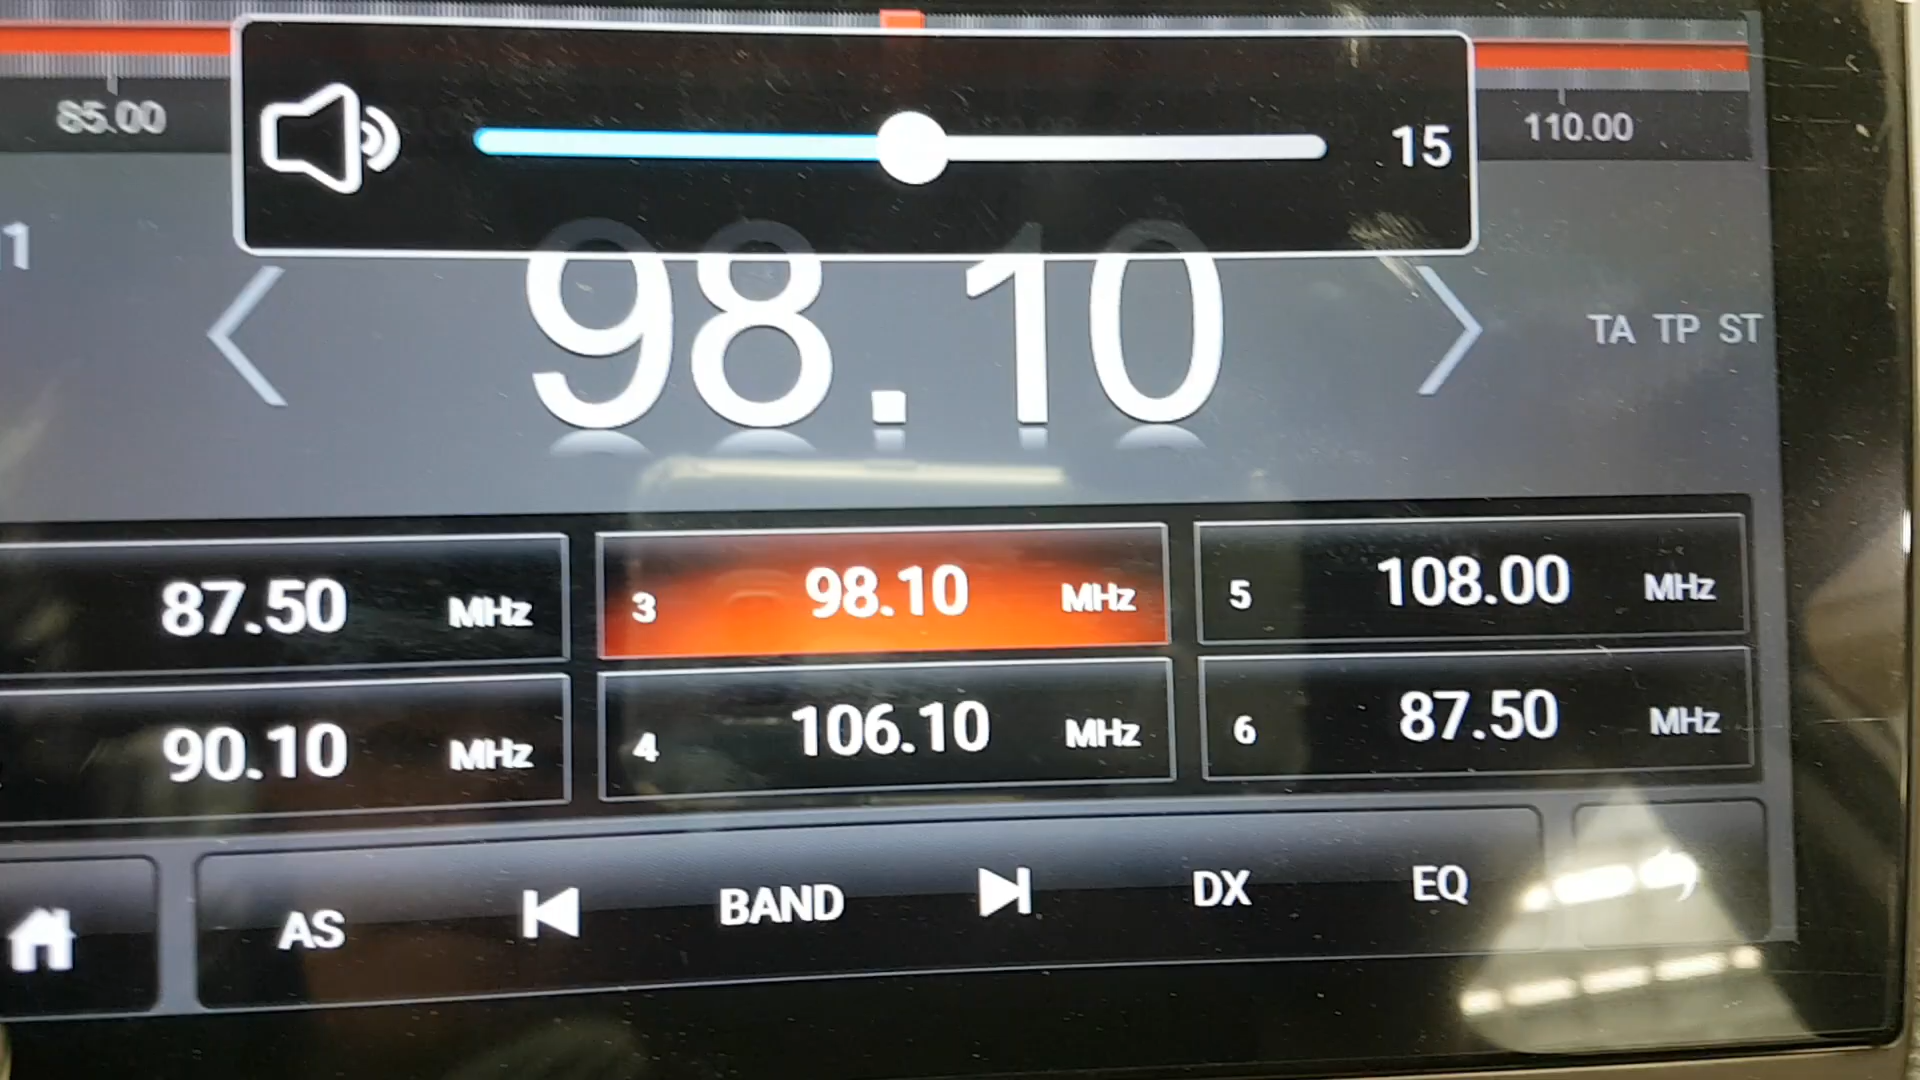 85.00
15
110.00
1
98.10
TA TP ST
87.50 MHz
3 98.10 MHz
5 108.00 MHz
90.10 MHz
4 106.10 MHz
6 87.50 MHz
AS
BAND
DX
EQ